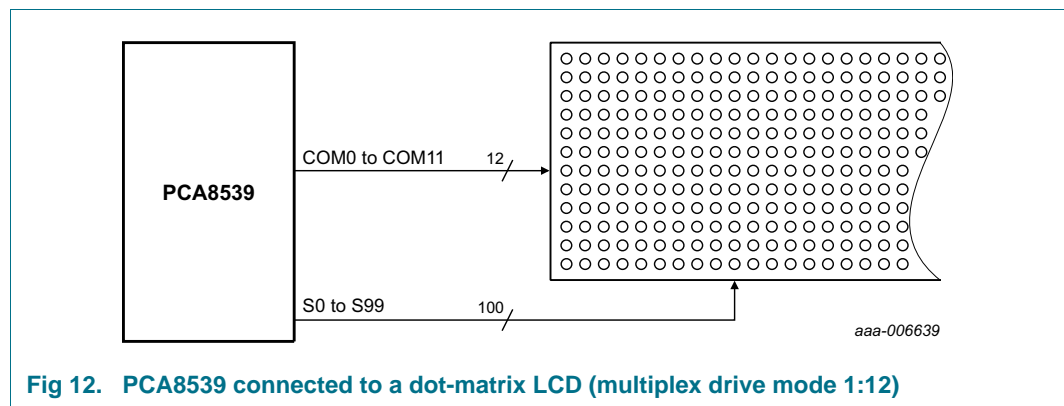 PCA8539
COM0 to COM11
12
S0 to S99
100
aaa-006639
Fig 12. PCA8539 connected to a dot-matrix LCD (multiplex drive mode 1:12)